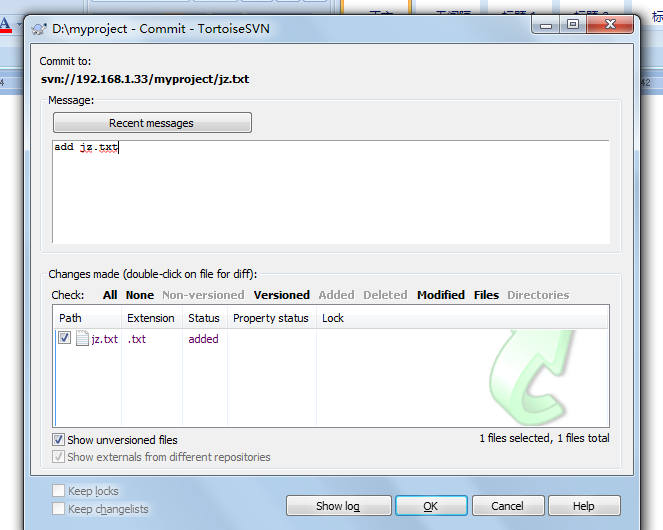 D:\myproject - Commit - TortoiseSVN
Commit to:
svn://192.168.1.33/myproject/jz.txt
Message:
Recent messages
add jz.txt
Changes made (double-click on file for diff):
Check: All None Non-versioned Versioned Added Deleted Modified Files Directories
Path Extension Status Property status Lock
jz.txt .txt added
Show unversioned files
1 files selected, 1 files total
Show externals from different repositories
Keep locks
Keep changelists
Show log OK Cancel Help